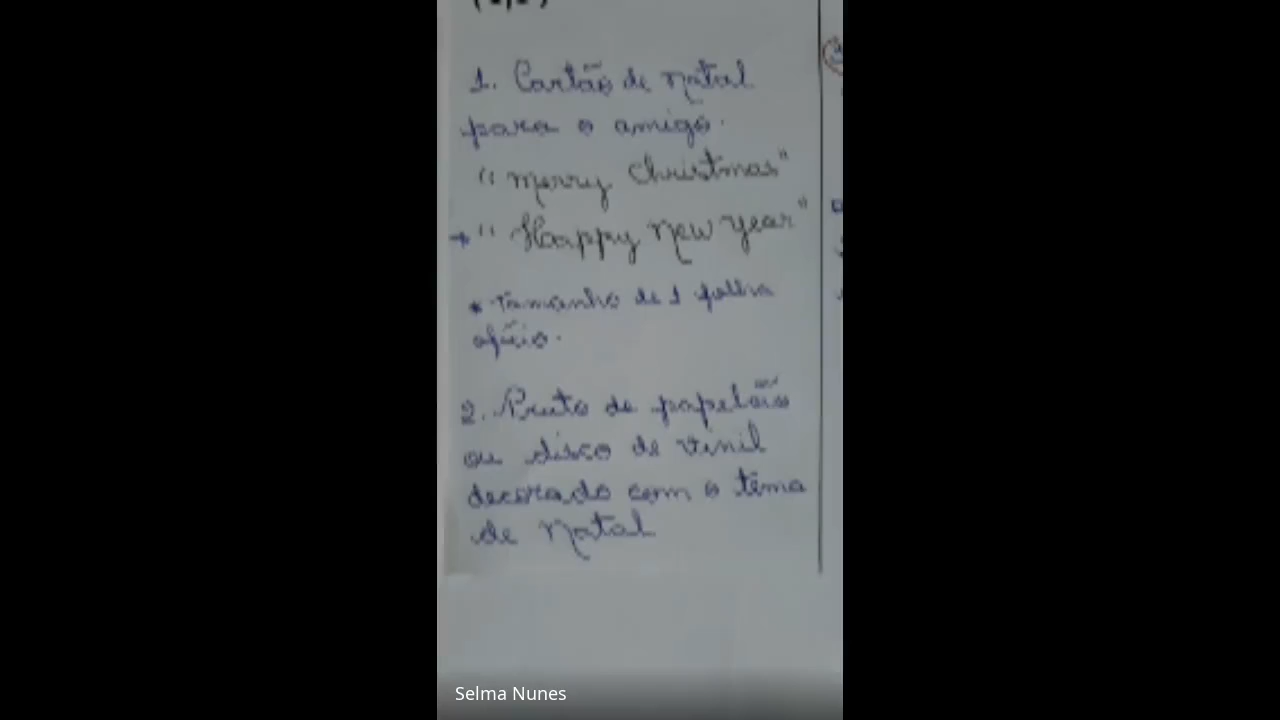 1. Cartão de natal
para o amigo.
"Merry Christmas"
→ "Happy New Year"
* Tamanho de 1 folha
ofício.
2. Prato de papelão
ou disco de vinil
decorado com o tema
de Natal
Selma Nunes